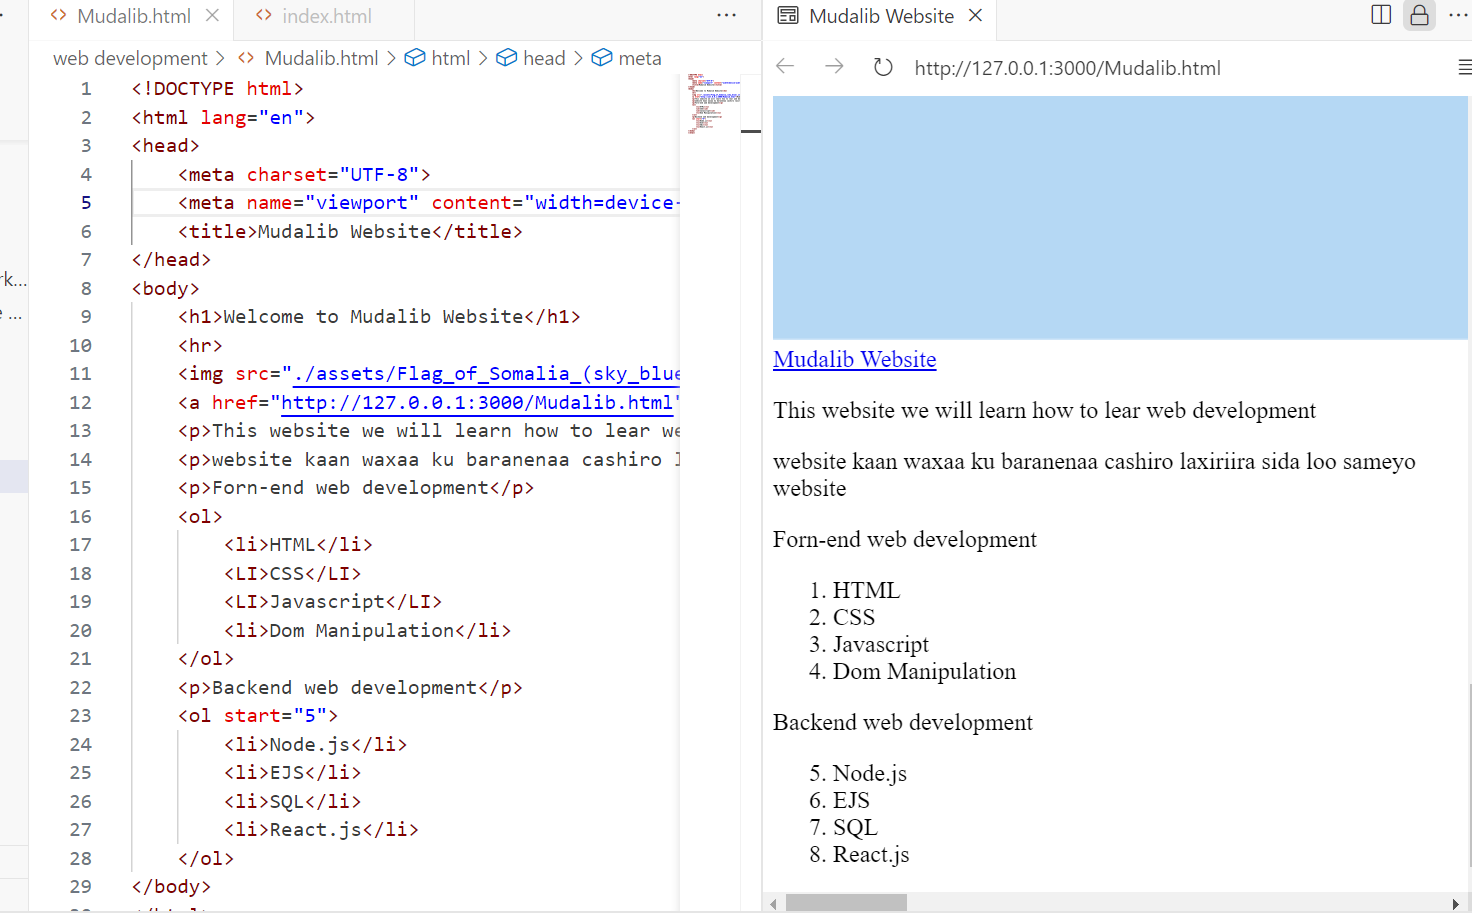 Mudalib.html
index.html
Mudalib Website
web development > Mudalib.html > html > head > meta
http://127.0.0.1:3000/Mudalib.html
rk...
...
1 <!DOCTYPE html>
2 <html lang="en">
3 <head>
4 <meta charset="UTF-8">
5 <meta name="viewport" content="width=device-
6 <title>Mudalib Website</title>
7 </head>
8 <body>
9 <h1>Welcome to Mudalib Website</h1>
10 <hr>
11 <img src="./assets/Flag_of_Somalia_(sky_blue
12 <a href="http://127.0.0.1:3000/Mudalib.html"
13 <p>This website we will learn how to lear we
14 <p>website kaan waxaa ku baranenaa cashiro l
15 <p>Forn-end web development</p>
16 <ol>
17 <li>HTML</li>
18 <LI>CSS</LI>
19 <LI>Javascript</LI>
20 <li>Dom Manipulation</li>
21 </ol>
22 <p>Backend web development</p>
23 <ol start="5">
24 <li>Node.js</li>
25 <li>EJS</li>
26 <li>SQL</li>
27 <li>React.js</li>
28 </ol>
29 </body>
Mudalib Website
This website we will learn how to lear web development
website kaan waxaa ku baranenaa cashiro laxiriira sida loo sameyo
website
Forn-end web development
1. HTML
2. CSS
3. Javascript
4. Dom Manipulation
Backend web development
5. Node.js
6. EJS
7. SQL
8. React.js